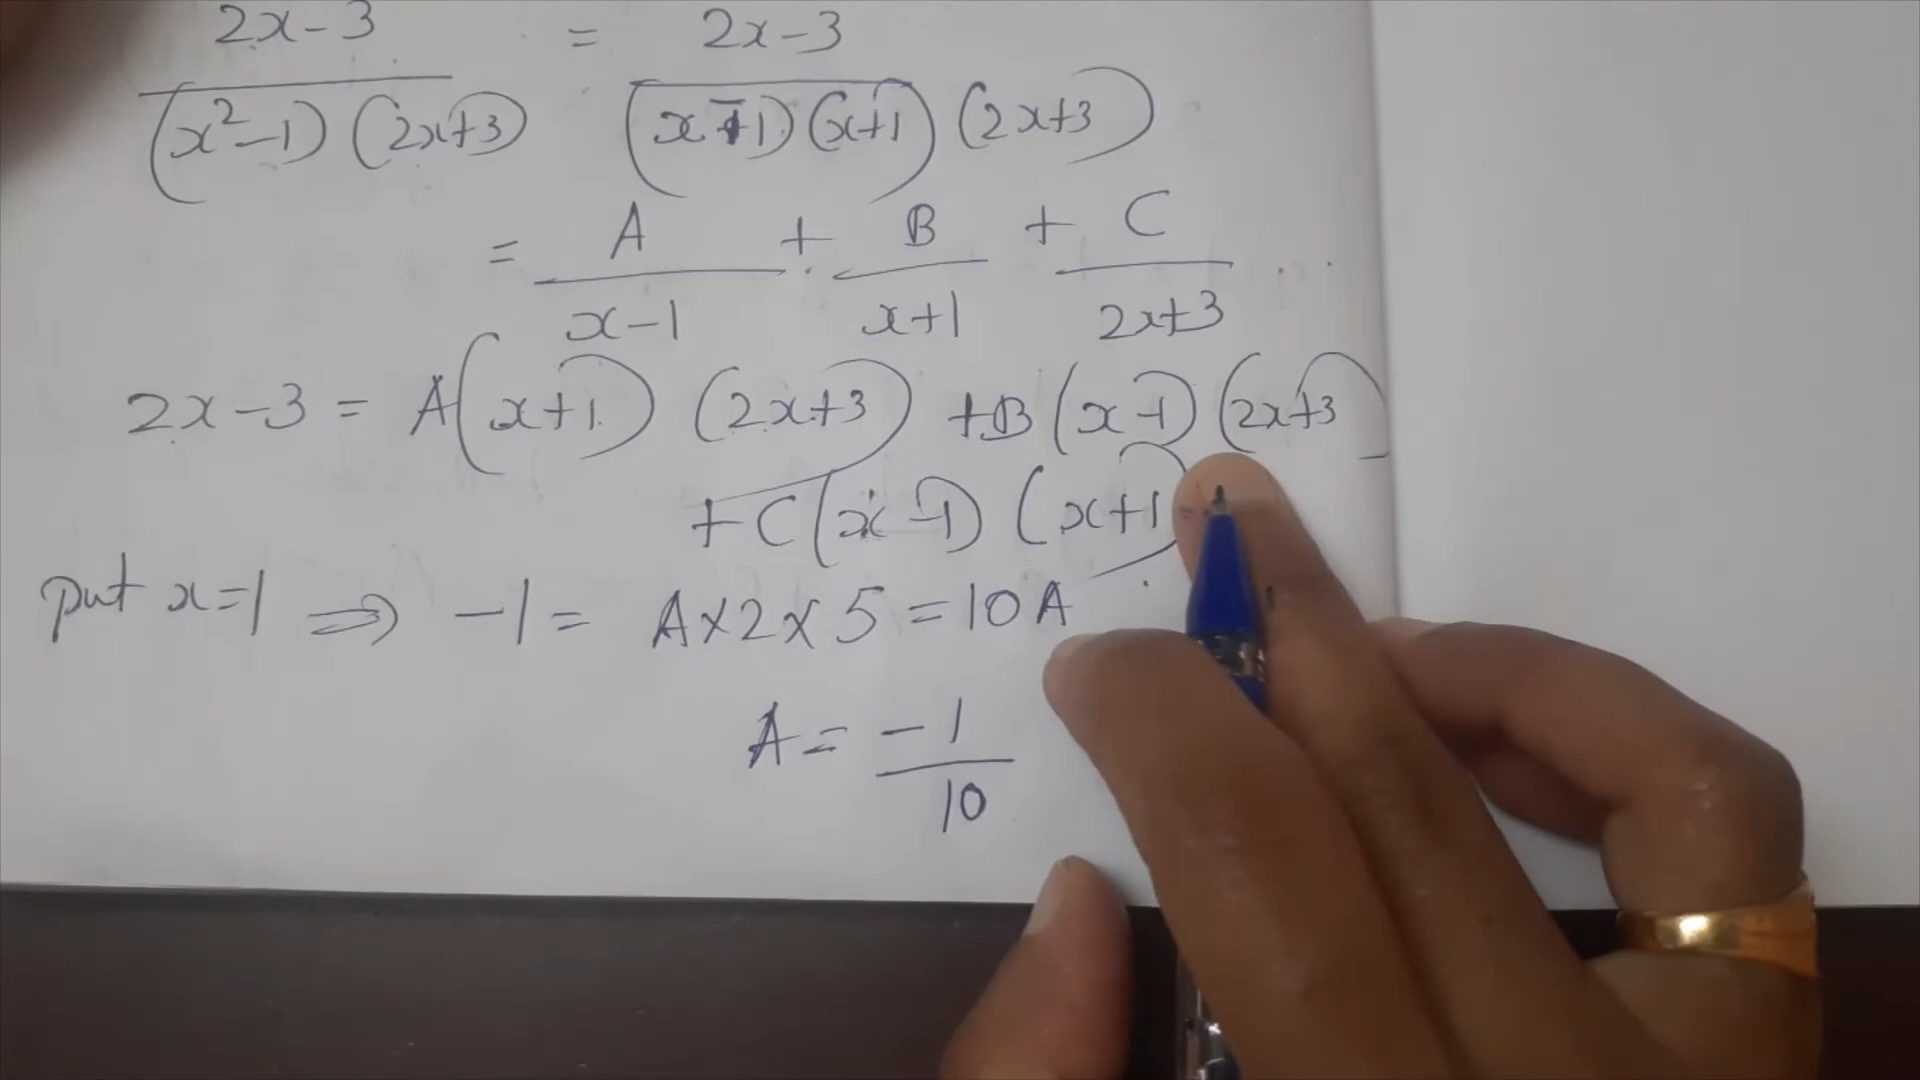 2x-3 = 2x-3
(x²-1) (2x+3) (x-1) (x+1) (2x+3)
= A + B + C
x-1 x+1 2x+3
2x-3 = A(x+1) (2x+3) +B(x-1) (2x+3)
+C(x-1) (x+1
put x=1 ⇒ -1 = A×2×5 = 10A
A = -1
10